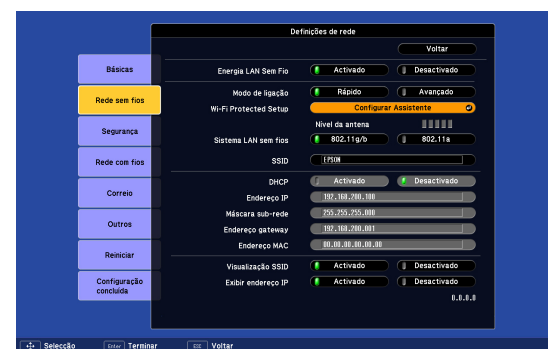 Definições de rede
Voltar
Básicas
Energia LAN Sem Fio Activado Desactivado
Rede sem fios
Modo de ligação Rápido Avançado
Wi-Fi Protected Setup Configurar Assistente
Segurança
Nível da antena
Sistema LAN sem fios 802.11g/b 802.11a
Rede com fios
SSID EPSON
DHCP Activado Desactivado
Correio
Endereço IP 192.168.200.100
Máscara sub-rede 255.255.255.000
Outros
Endereço gateway 192.168.200.001
Endereço MAC 00.00.00.00.00.00
Reiniciar
Visualização SSID Activado Desactivado
Configuração
concluída
Exibir endereço IP Activado Desactivado
0.0.0.0
Selecção Enter Terminar ESC Voltar